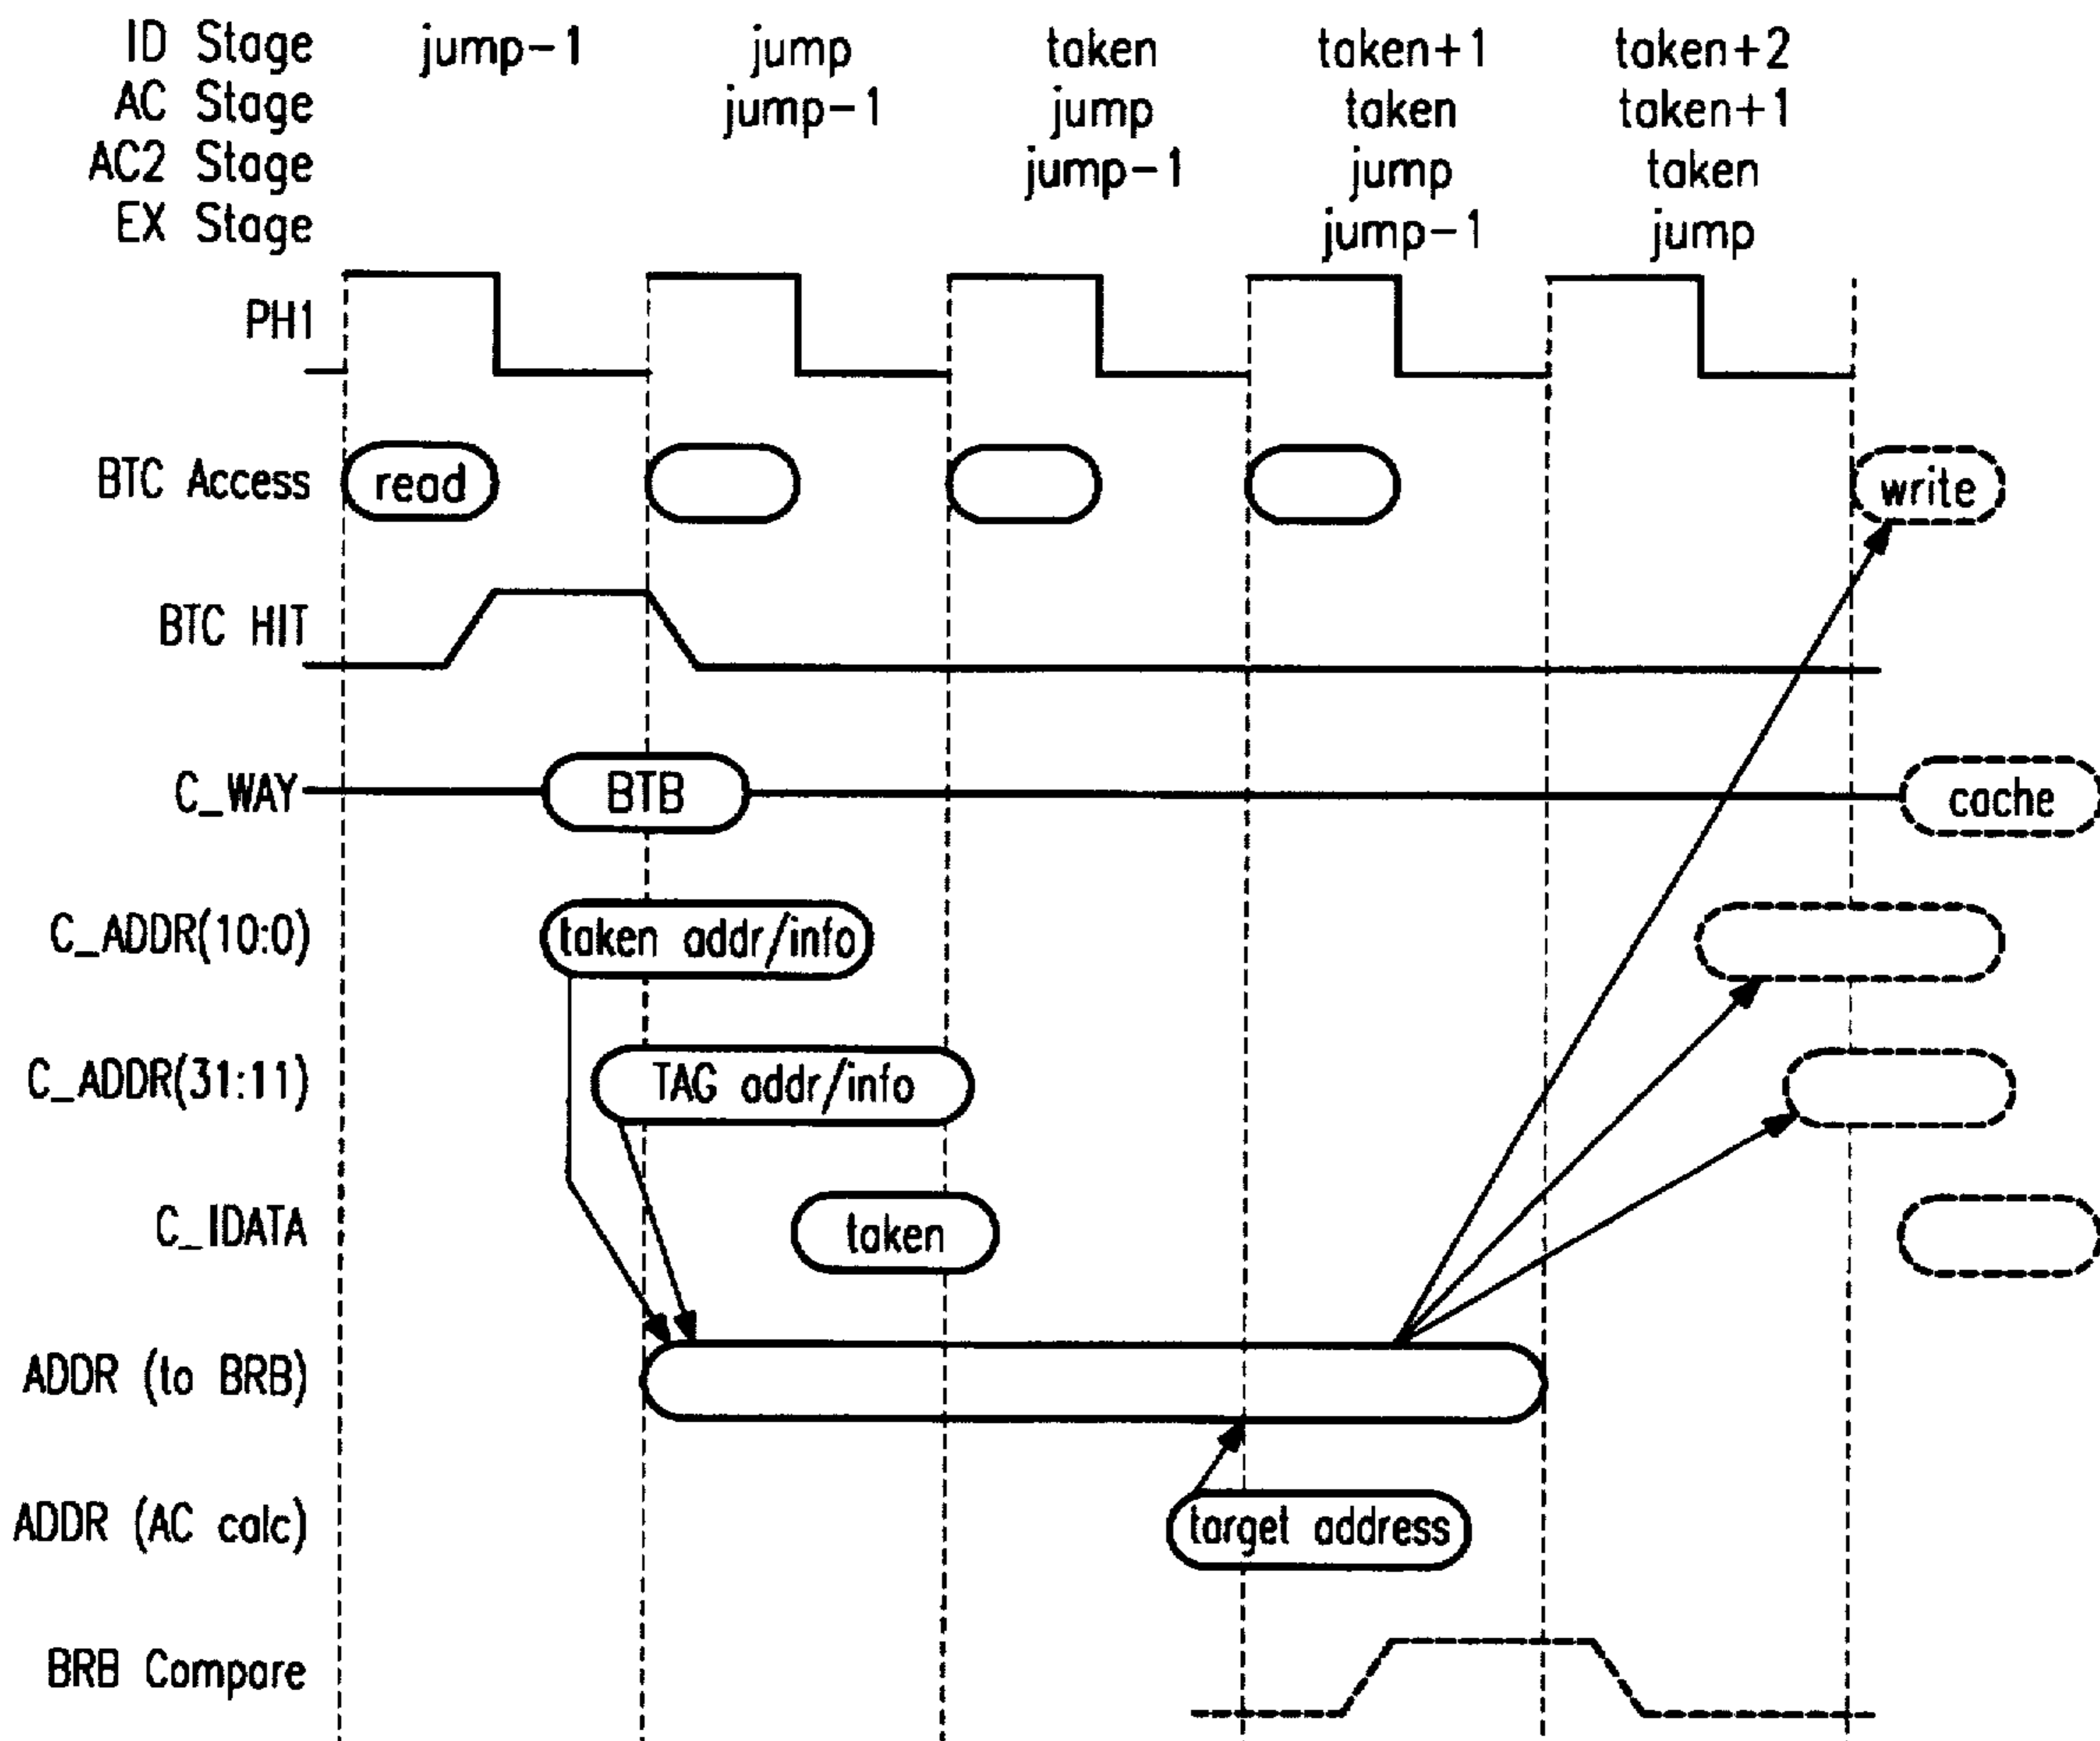 ID Stage jump-1 jump taken taken+1 taken+2
AC Stage jump-1 jump taken taken+1
AC2 Stage jump-1 jump taken
EX Stage jump-1 jump
PH1
BTC Access read write
BTC HIT
C_WAY BTB cache
C_ADDR(10:0) taken addr/info
C_ADDR(31:11) TAG addr/info
C_IDATA taken
ADDR (to BRB)
ADDR (AC calc) target address
BRB Compare